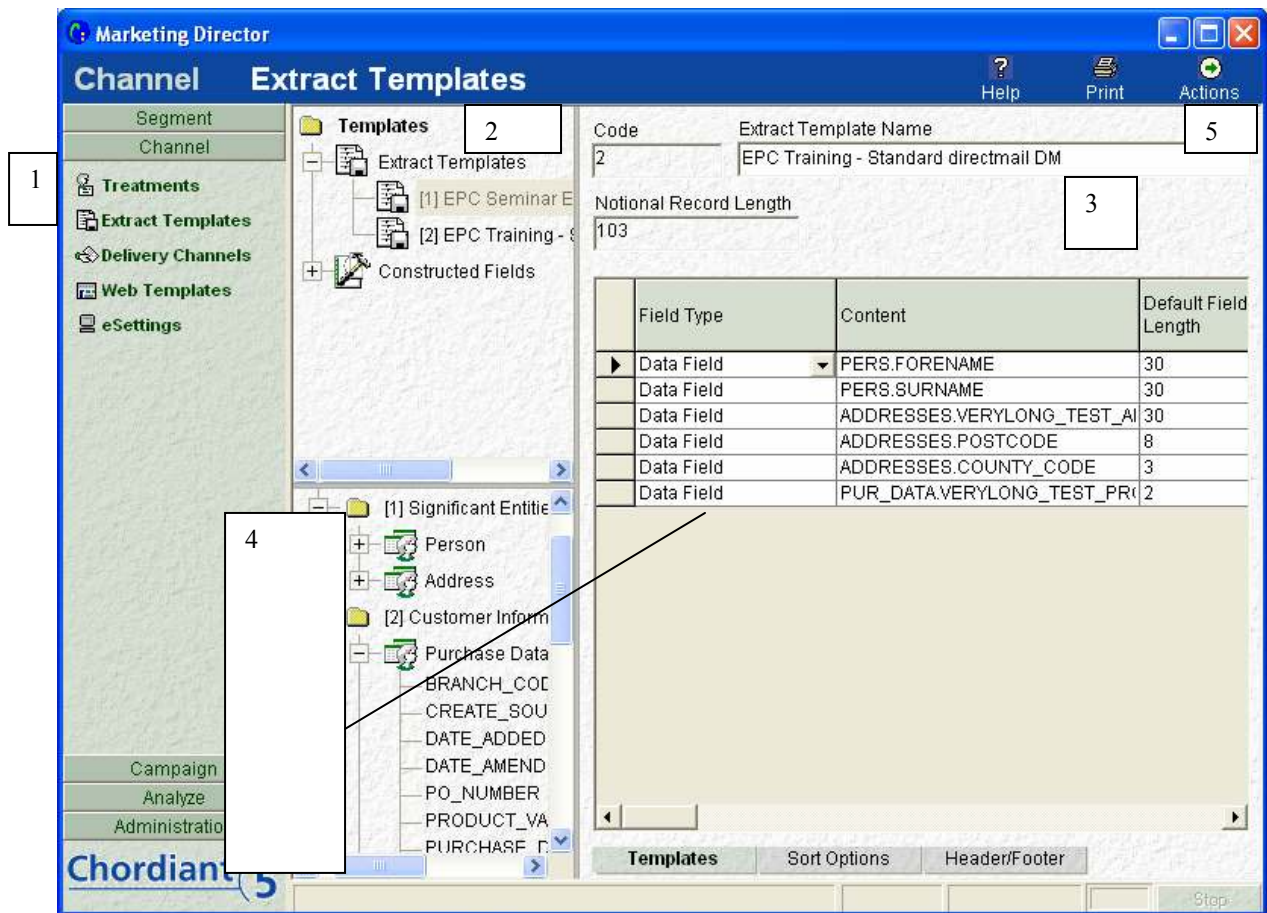 Marketing Director
Channel Extract Templates
Help Print Actions
Segment
Channel
1
Treatments
Extract Templates
Delivery Channels
Web Templates
eSettings
Campaign
Analyze
Administratio
Chordiant 5
Templates 2
Extract Templates
[1] EPC Seminar E
[2] EPC Training - S
Constructed Fields
4
[1] Significant Entitie
Person
Address
[2] Customer Inform
Purchase Data
BRANCH_COD
CREATE_SOU
DATE_ADDED
DATE_AMEND
PO_NUMBER
PRODUCT_VA
PURCHASE_D
Code Extract Template Name 5
2 EPC Training - Standard directmail DM
Notional Record Length 3
103
Field Type Content Default Field Length
Data Field PERS.FORENAME 30
Data Field PERS.SURNAME 30
Data Field ADDRESSES.VERYLONG_TEST_AI 30
Data Field ADDRESSES.POSTCODE 8
Data Field ADDRESSES.COUNTY_CODE 3
Data Field PUR_DATA.VERYLONG_TEST_PR( 2
Templates Sort Options Header/Footer
Stop